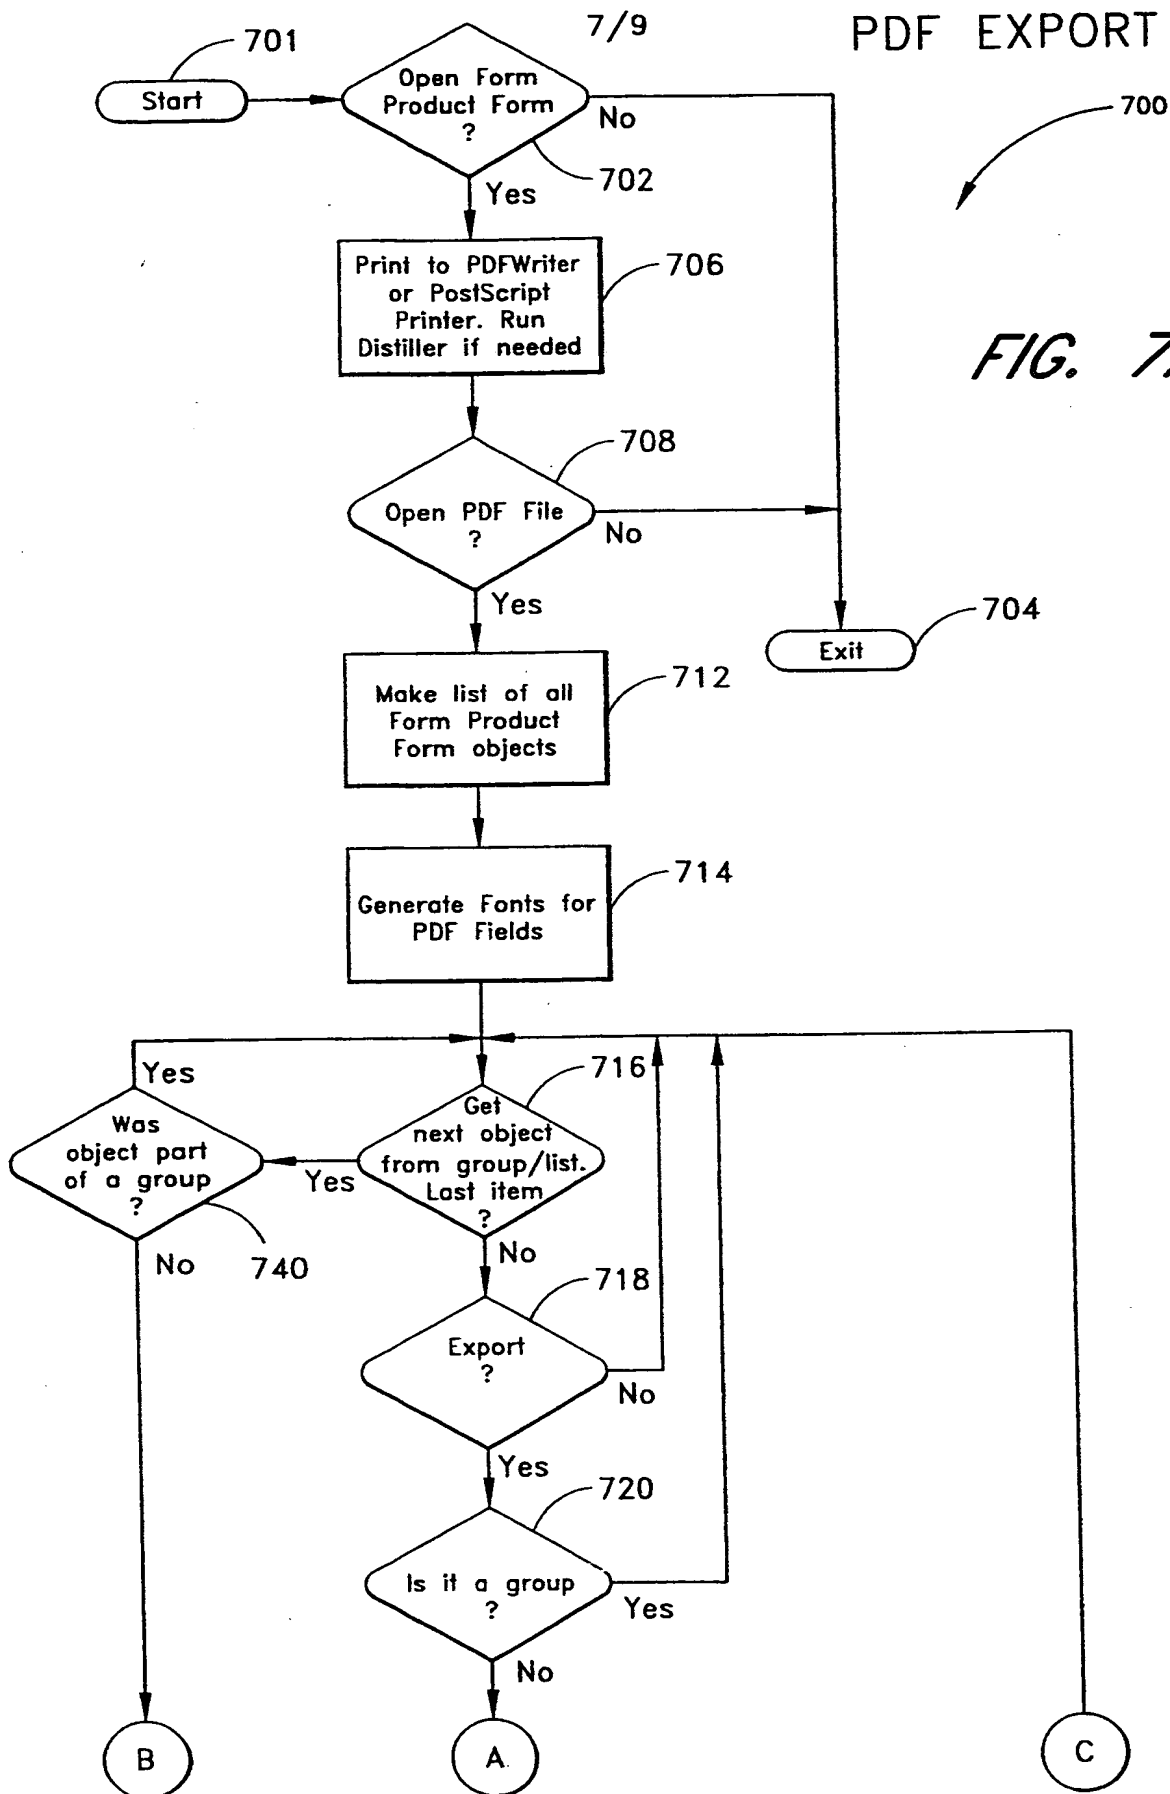 7/9
PDF EXPORT
701
Start
Open Form
Product Form
?
No
700
702
Yes
Print to PDFWriter
or PostScript
Printer. Run
Distiller if needed
706
FIG. 7
708
Open PDF File
?
No
Yes
704
Exit
Make list of all
Form Product
Form objects
712
Generate Fonts for
PDF Fields
714
Yes
716
Was
object part
of a group
?
Yes
Get
next object
from group/list.
Last item
?
740
No
No
718
Export
?
No
Yes
720
Is it a group
?
Yes
No
B
A
C